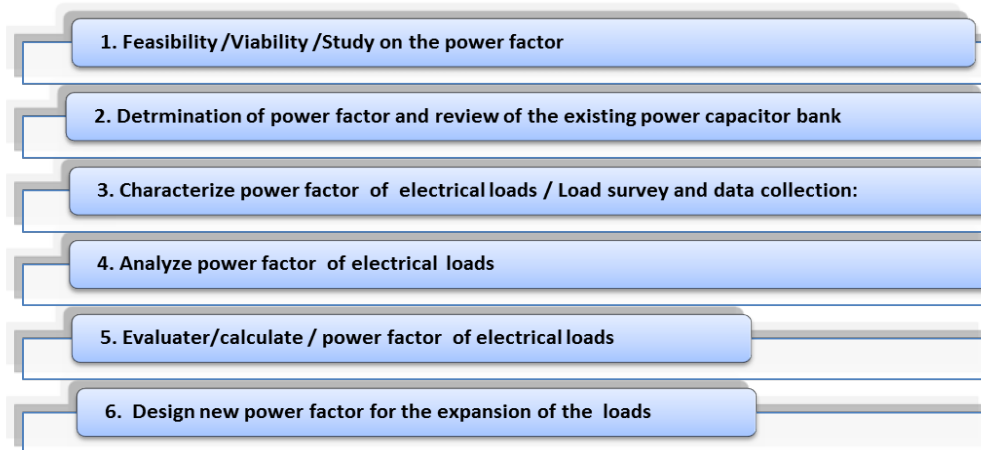 1. Feasibility /Viability /Study on the power factor
2. Detrmination of power factor and review of the existing power capacitor bank
3. Characterize power factor of electrical loads / Load survey and data collection:
4. Analyze power factor of electrical loads
5. Evaluater/calculate / power factor of electrical loads
6. Design new power factor for the expansion of the loads